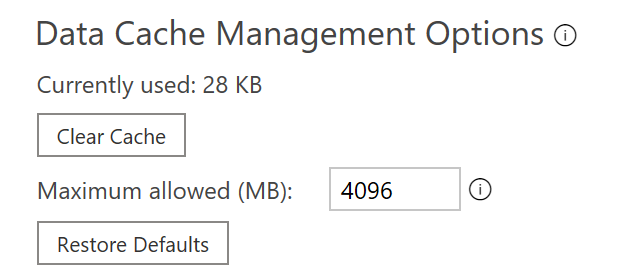 Data Cache Management Options
Currently used: 28 KB
Clear Cache
Maximum allowed (MB): 4096
Restore Defaults